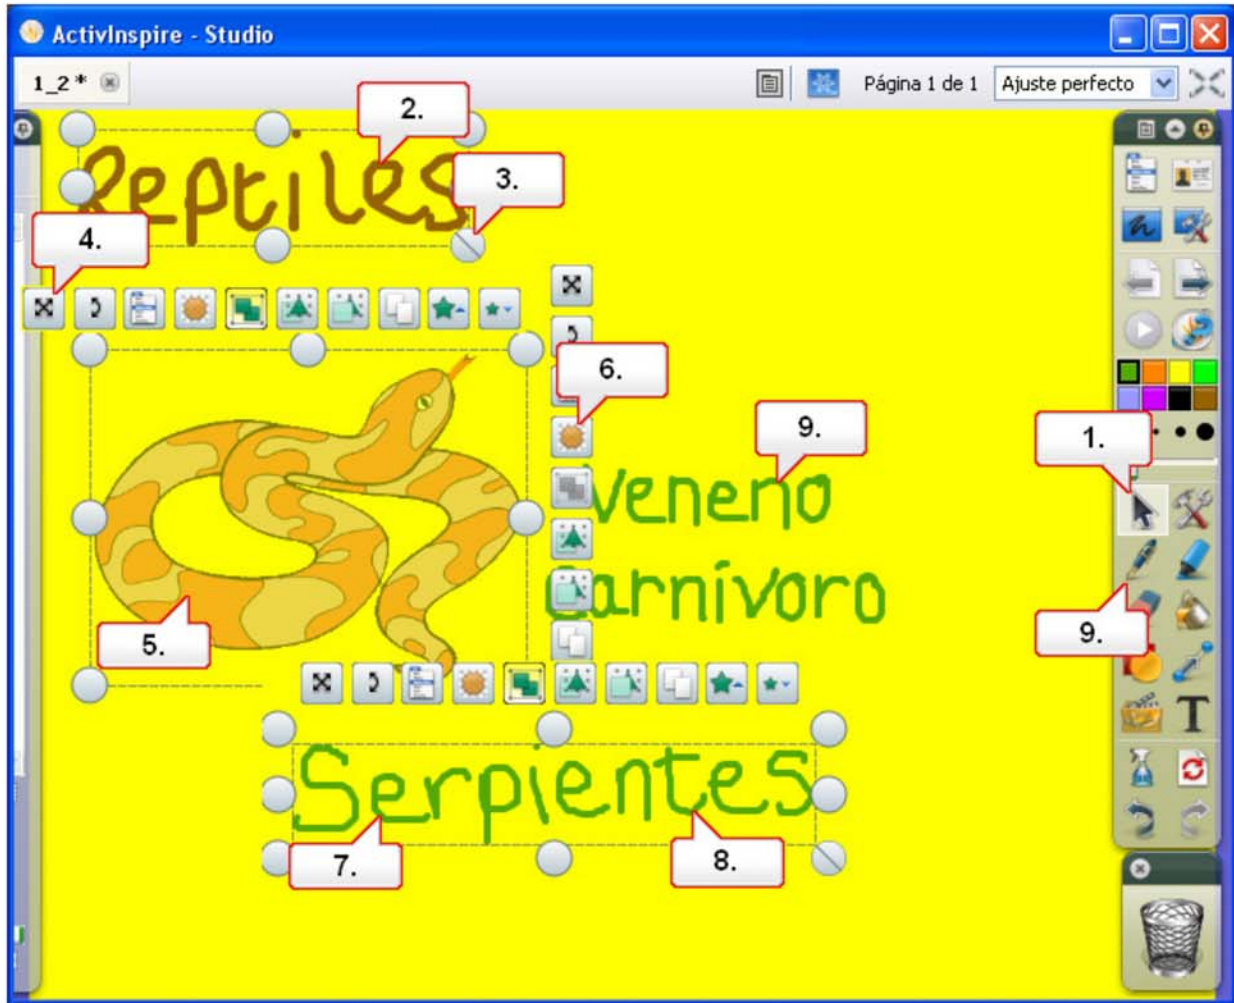 ActivInspire - Studio
1_2 *
Página 1 de 1
Ajuste perfecto
2.
Reptiles
3.
4.
6.
9.
1.
Veneno
Carnívoro
5.
9.
T
Serpientes
7.
8.